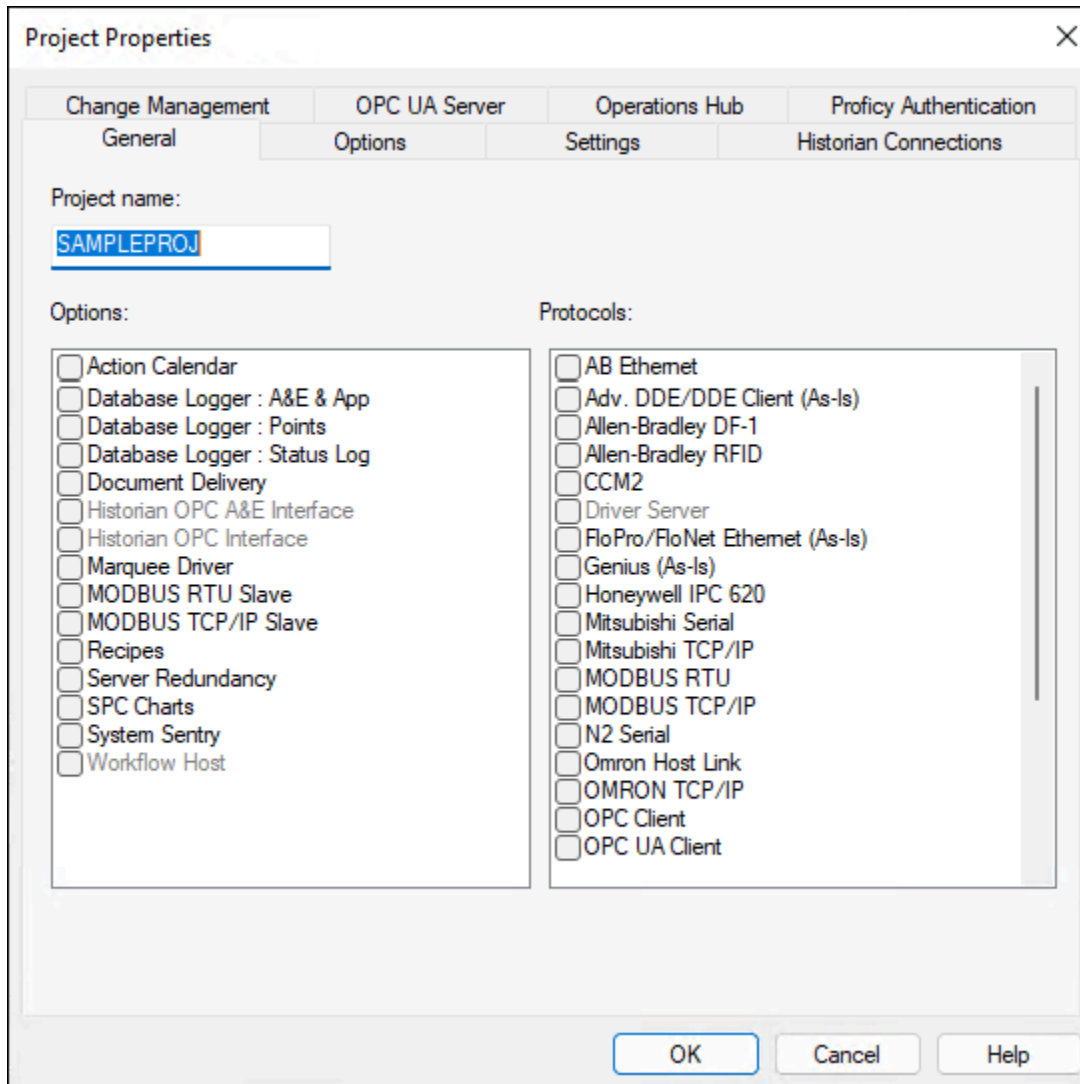 Project Properties
Change Management OPC UA Server Operations Hub Proficy Authentication
General Options Settings Historian Connections
Project name:
SAMPLEPROJ
Options:
Action Calendar
Database Logger : A&E & App
Database Logger : Points
Database Logger : Status Log
Document Delivery
Historian OPC A&E Interface
Historian OPC Interface
Marquee Driver
MODBUS RTU Slave
MODBUS TCP/IP Slave
Recipes
Server Redundancy
SPC Charts
System Sentry
Workflow Host
Protocols:
AB Ethernet
Adv. DDE/DDE Client (As-Is)
Allen-Bradley DF-1
Allen-Bradley RFID
CCM2
Driver Server
FloPro/FloNet Ethernet (As-Is)
Genius (As-Is)
Honeywell IPC 620
Mitsubishi Serial
Mitsubishi TCP/IP
MODBUS RTU
MODBUS TCP/IP
N2 Serial
Omron Host Link
OMRON TCP/IP
OPC Client
OPC UA Client
OK Cancel Help